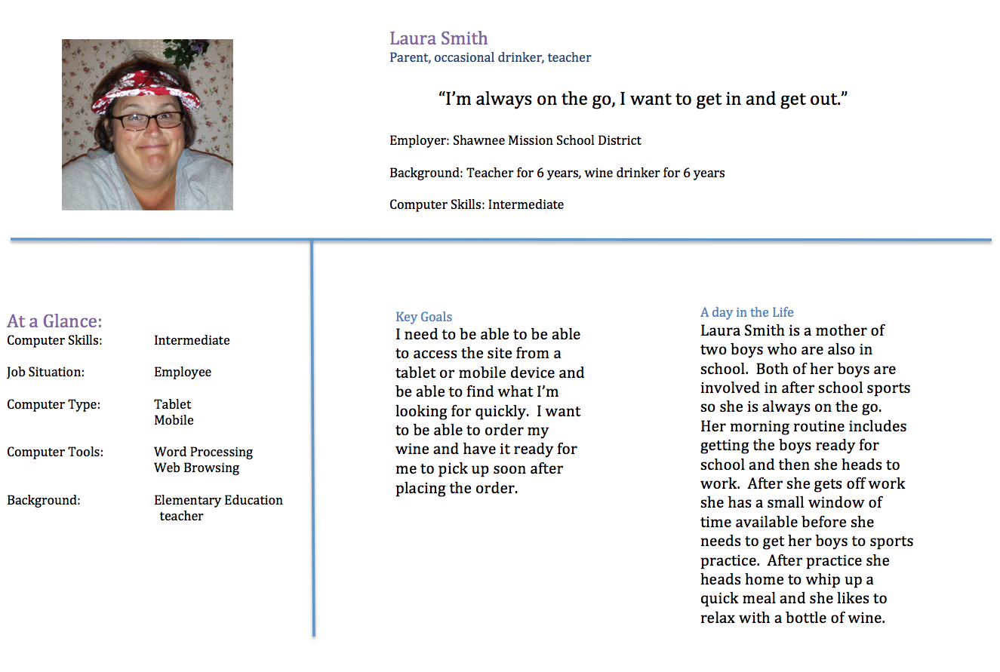 Laura Smith
Parent, occasional drinker, teacher
“I’m always on the go, I want to get in and get out.”
Employer: Shawnee Mission School District
Background: Teacher for 6 years, wine drinker for 6 years
Computer Skills: Intermediate
At a Glance:
Computer Skills: Intermediate
Job Situation: Employee
Computer Type: Tablet
Mobile
Computer Tools: Word Processing
Web Browsing
Background: Elementary Education
teacher
Key Goals
I need to be able to be able
to access the site from a
tablet or mobile device and
be able to find what I’m
looking for quickly.  I want
to be able to order my
wine and have it ready for
me to pick up soon after
placing the order.
A day in the Life
Laura Smith is a mother of
two boys who are also in
school.  Both of her boys are
involved in after school sports
so she is always on the go.
Her morning routine includes
getting the boys ready for
school and then she heads to
work.  After she gets off work
she has a small window of
time available before she
needs to get her boys to sports
practice.  After practice she
heads home to whip up a
quick meal and she likes to
relax with a bottle of wine.